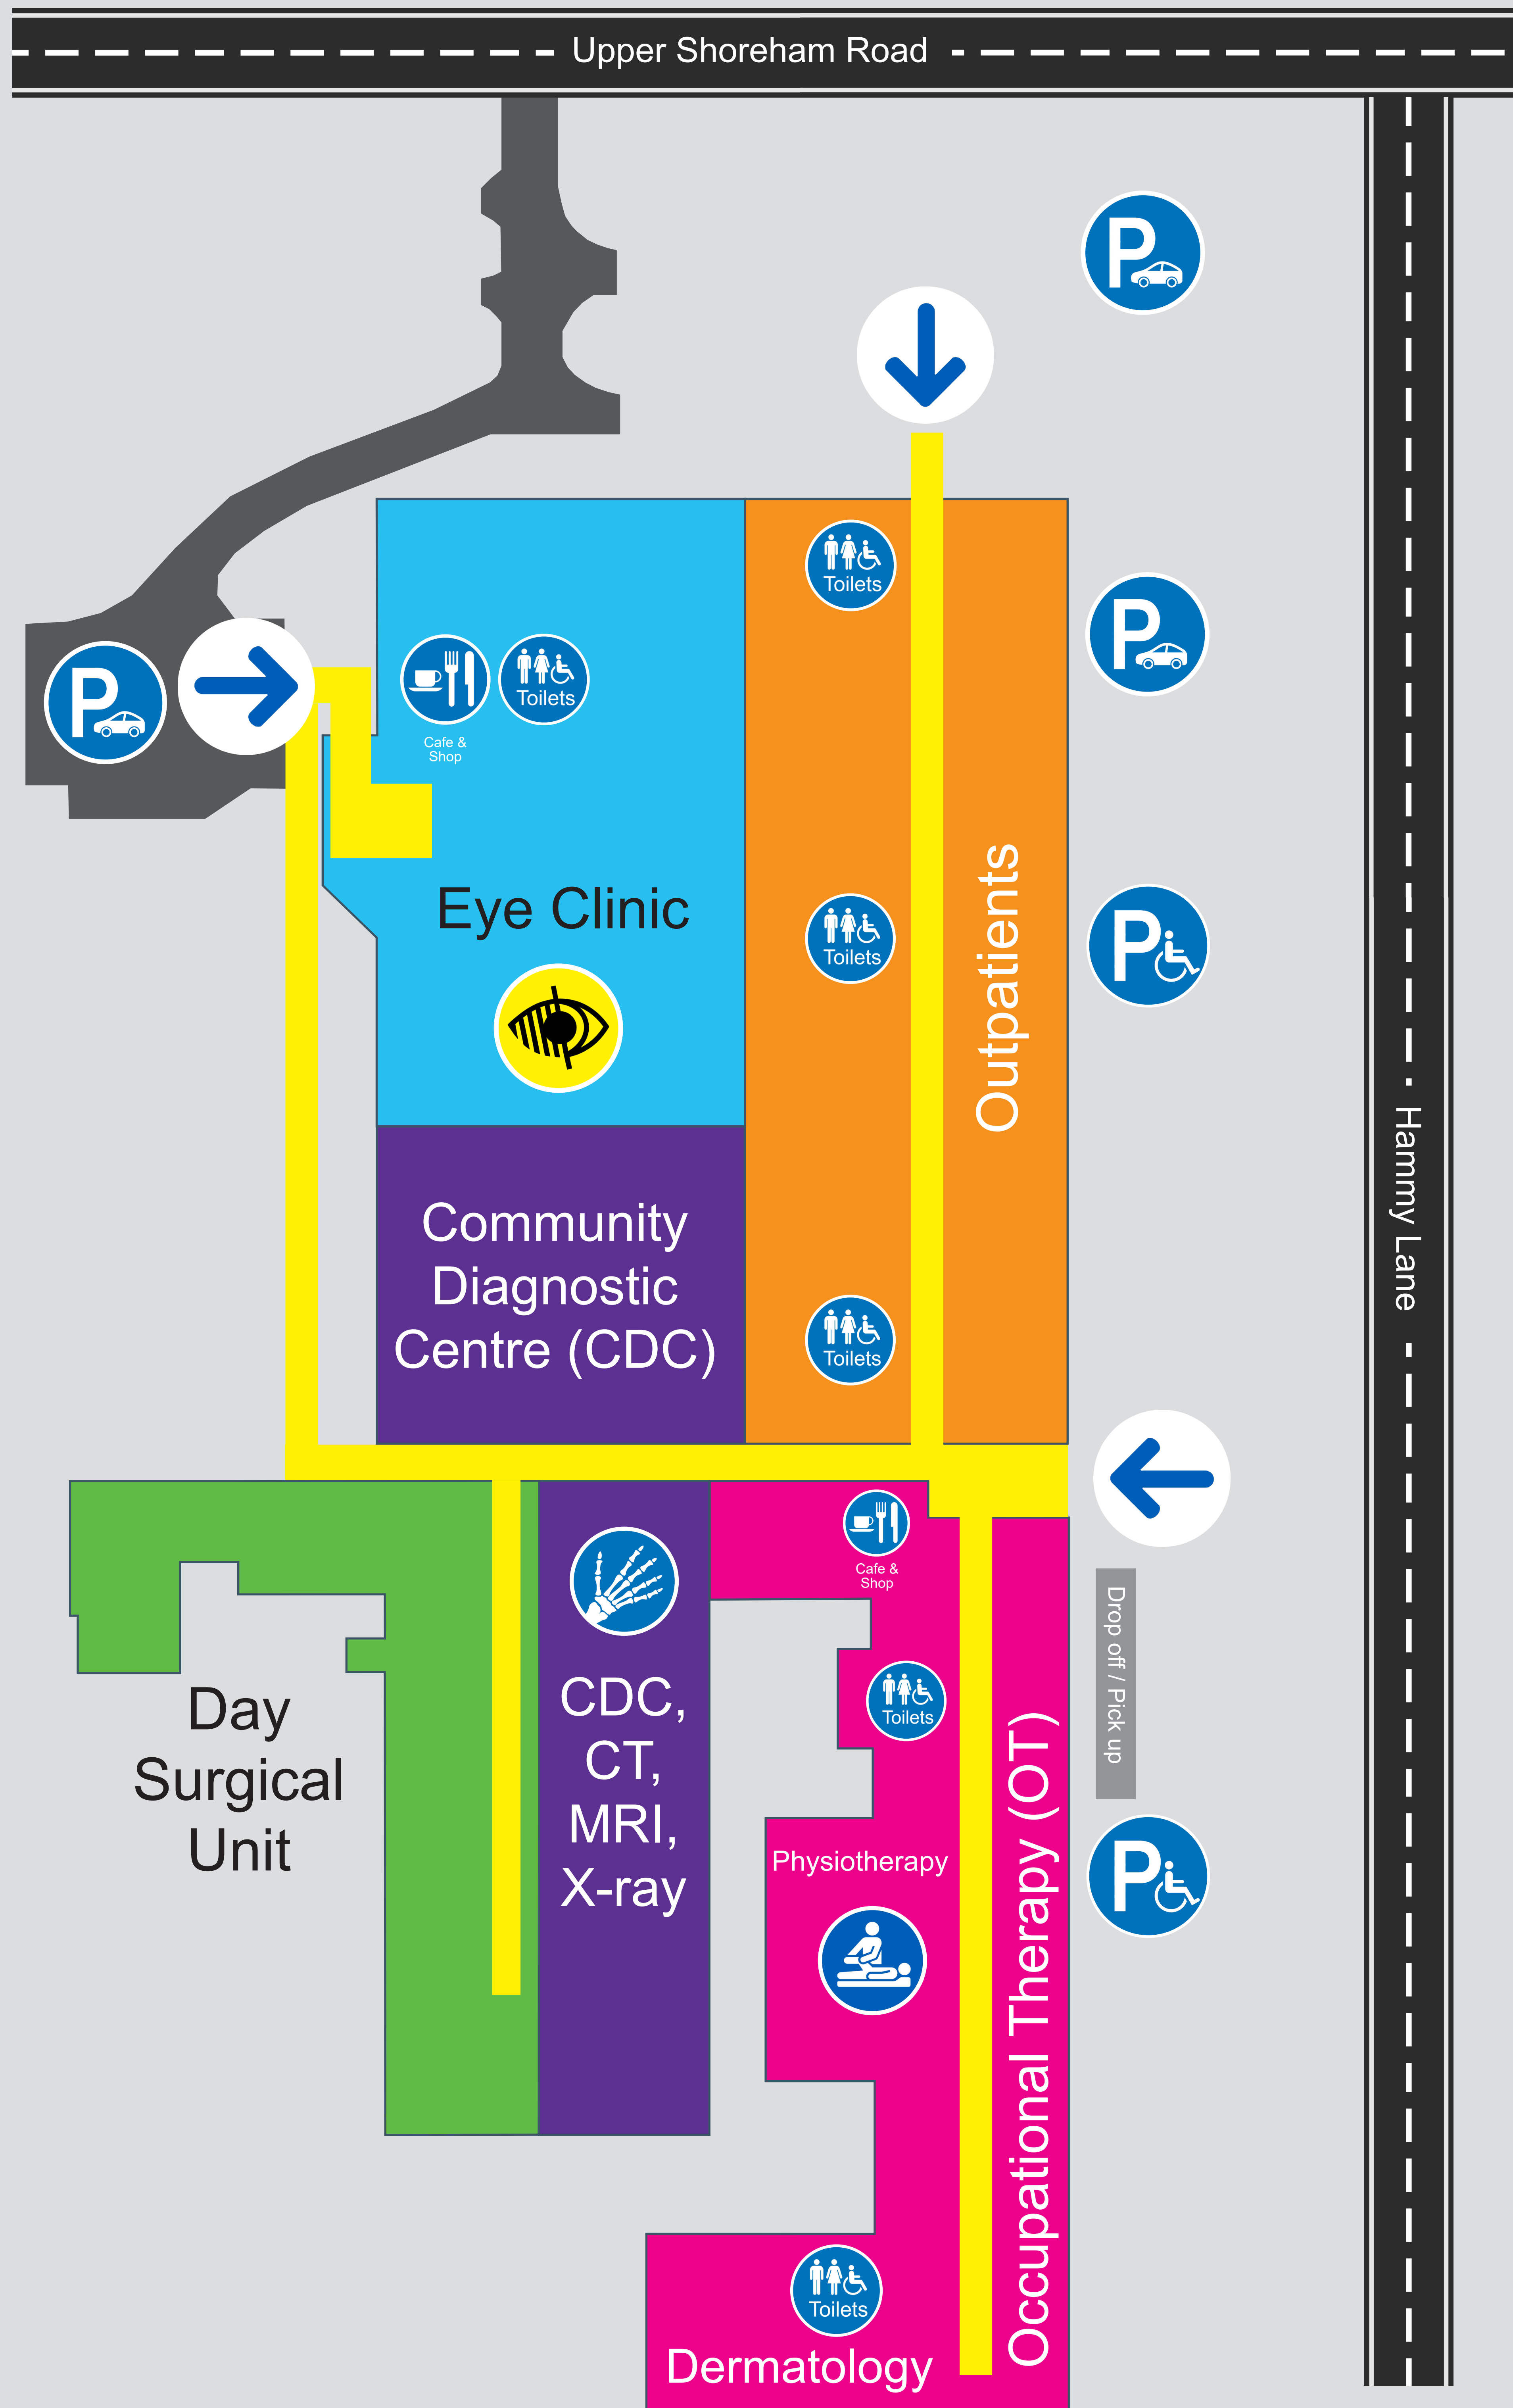 Upper Shoreham Road
P
Toilets
P
P
Toilets
Cafe &
Shop
Eye Clinic
Toilets
Outpatients
P
Hammy Lane
Community
Diagnostic
Centre (CDC)
Toilets
Cafe &
Shop
Drop off / Pick up
Day
Surgical
Unit
CDC,
CT,
MRI,
X-ray
Toilets
Physiotherapy
Occupational Therapy (OT)
P
Toilets
Dermatology